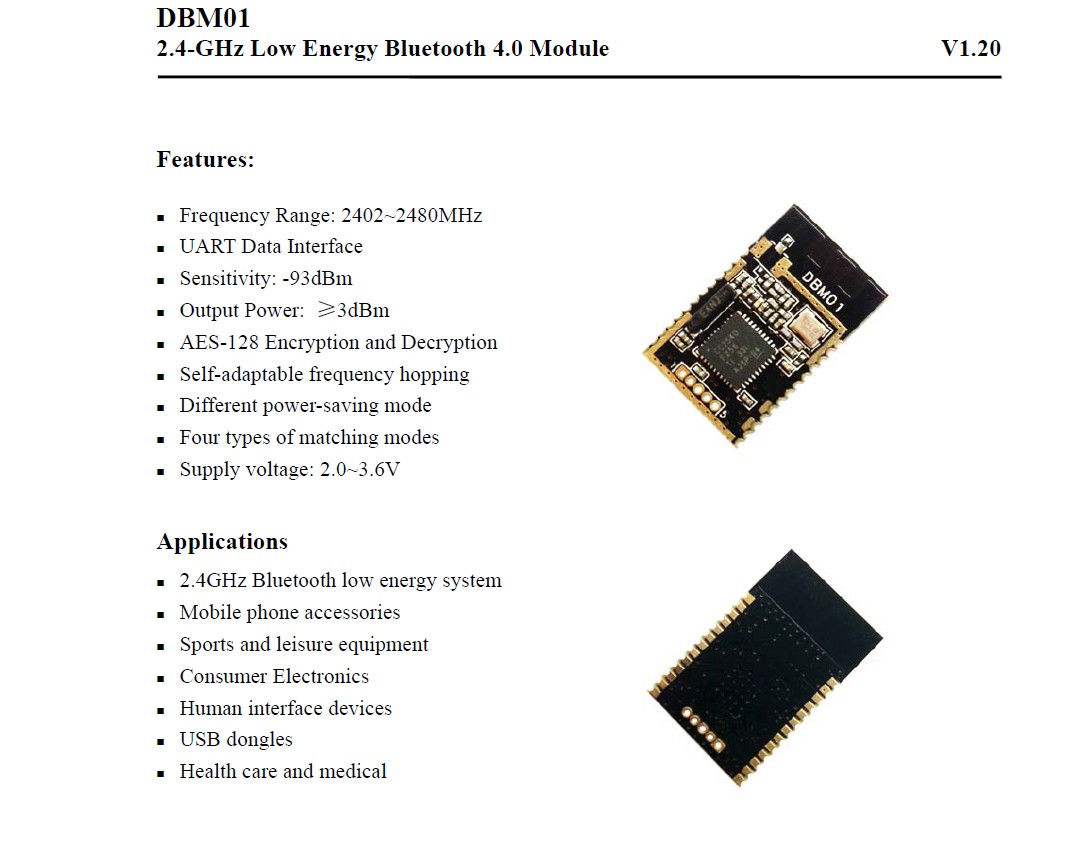 DBM01
2.4-GHz Low Energy Bluetooth 4.0 Module V1.20
Features:
▪ Frequency Range: 2402~2480MHz
▪ UART Data Interface
▪ Sensitivity: -93dBm
▪ Output Power: ≥3dBm
▪ AES-128 Encryption and Decryption
▪ Self-adaptable frequency hopping
▪ Different power-saving mode
▪ Four types of matching modes
▪ Supply voltage: 2.0~3.6V
DBM01
Applications
▪ 2.4GHz Bluetooth low energy system
▪ Mobile phone accessories
▪ Sports and leisure equipment
▪ Consumer Electronics
▪ Human interface devices
▪ USB dongles
▪ Health care and medical